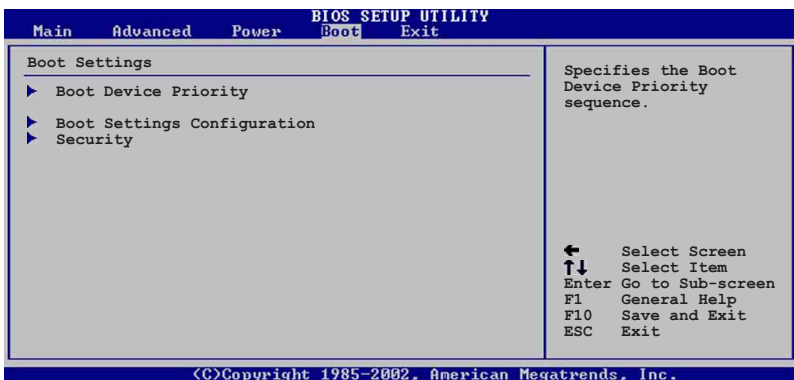 BIOS SETUP UTILITY
Main Advanced Power Boot Exit
Boot Settings
Boot Device Priority
Boot Settings Configuration
Security
Specifies the Boot
Device Priority
sequence.
Select Screen
↑↓ Select Item
Enter Go to Sub-screen
F1 General Help
F10 Save and Exit
ESC Exit
(C)Copyright 1985-2002, American Megatrends, Inc.